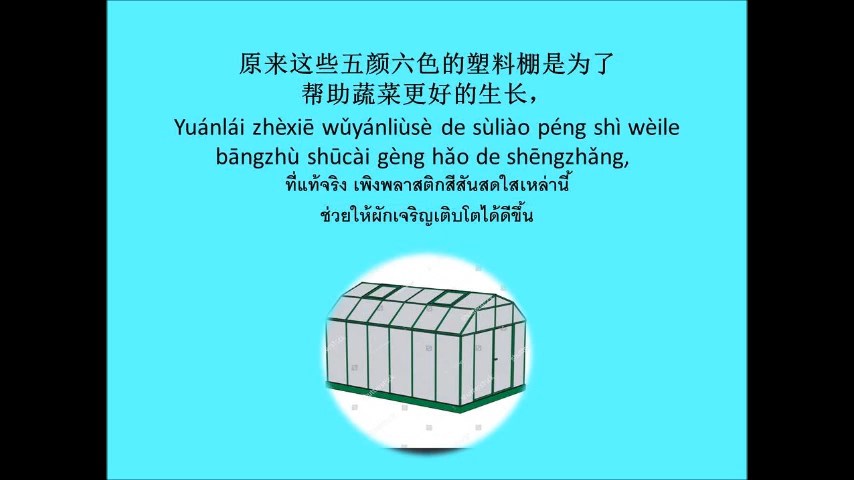 原来这些五颜六色的塑料棚是为了
帮助蔬菜更好的生长，
Yuánlái zhèxiē wǔyánliùsè de sùliào péng shì wèile
bāngzhù shūcài gèng hǎo de shēngzhǎng,
ที่แท้จริง เพิงพลาสติกสีสันสดใสเหล่านี้
ช่วยให้ผักเจริญเติบโตได้ดีขึ้น